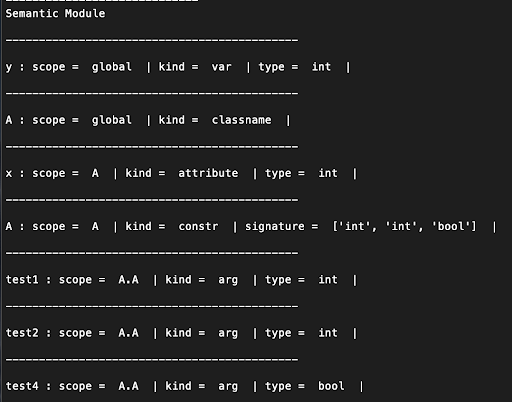 Semantic Module
--------------------------------------------
y : scope =  global  | kind =  var  | type =  int  |
--------------------------------------------
A : scope =  global  | kind =  classname  |
--------------------------------------------
x : scope =  A  | kind =  attribute  | type =  int  |
--------------------------------------------
A : scope =  A  | kind =  constr  | signature =  ['int', 'int', 'bool']  |
--------------------------------------------
test1 : scope =  A.A  | kind =  arg  | type =  int  |
--------------------------------------------
test2 : scope =  A.A  | kind =  arg  | type =  int  |
--------------------------------------------
test4 : scope =  A.A  | kind =  arg  | type =  bool  |